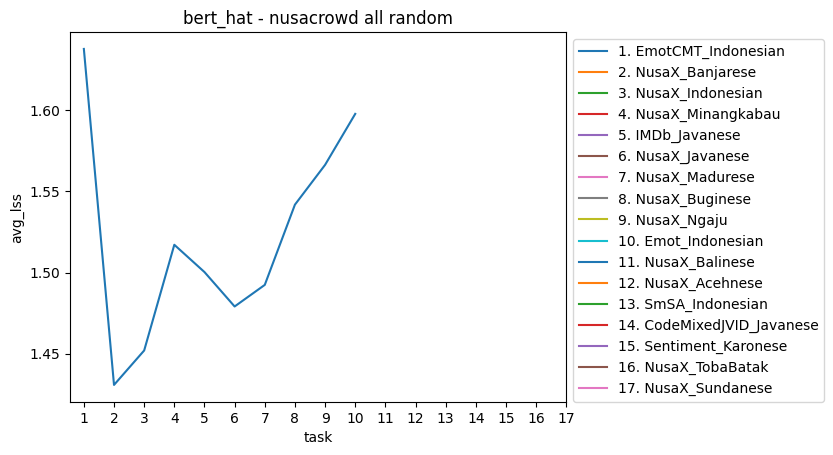 bert_hat - nusacrowd all random
avg_lss
1.60
1.55
1.50
1.45
1 2 3 4 5 6 7 8 9 10 11 12 13 14 15 16 17
task
1. EmotCMT_Indonesian
2. NusaX_Banjarese
3. NusaX_Indonesian
4. NusaX_Minangkabau
5. IMDb_Javanese
6. NusaX_Javanese
7. NusaX_Madurese
8. NusaX_Buginese
9. NusaX_Ngaju
10. Emot_Indonesian
11. NusaX_Balinese
12. NusaX_Acehnese
13. SmSA_Indonesian
14. CodeMixedJVID_Javanese
15. Sentiment_Karonese
16. NusaX_TobaBatak
17. NusaX_Sundanese